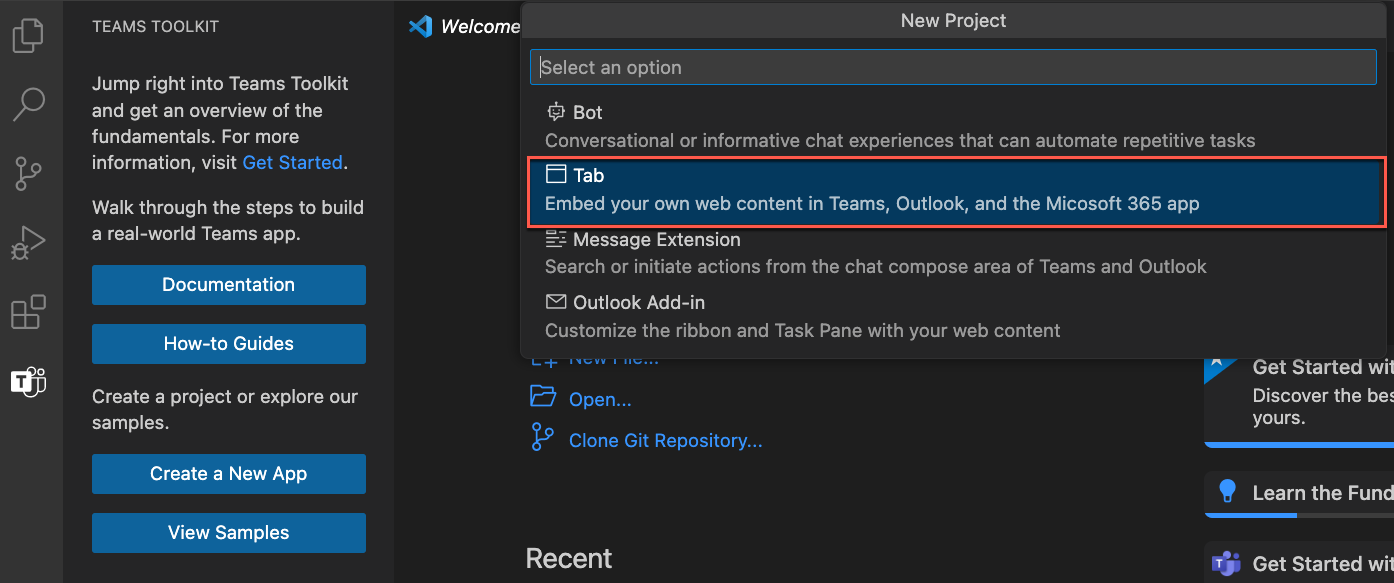 TEAMS TOOLKIT
Jump right into Teams Toolkit
and get an overview of the
fundamentals. For more
information, visit Get Started.
Walk through the steps to build
a real-world Teams app.
Documentation
How-to Guides
Create a project or explore our
samples.
Create a New App
View Samples
Welcome
New Project
Select an option
Bot
Conversational or informative chat experiences that can automate repetitive tasks
Tab
Embed your own web content in Teams, Outlook, and the Micosoft 365 app
Message Extension
Search or initiate actions from the chat compose area of Teams and Outlook
Outlook Add-in
Customize the ribbon and Task Pane with your web content
New File...
Open...
Clone Git Repository...
Recent
Get Started wit
Discover the bes
yours.
Learn the Fund
Get Started wit